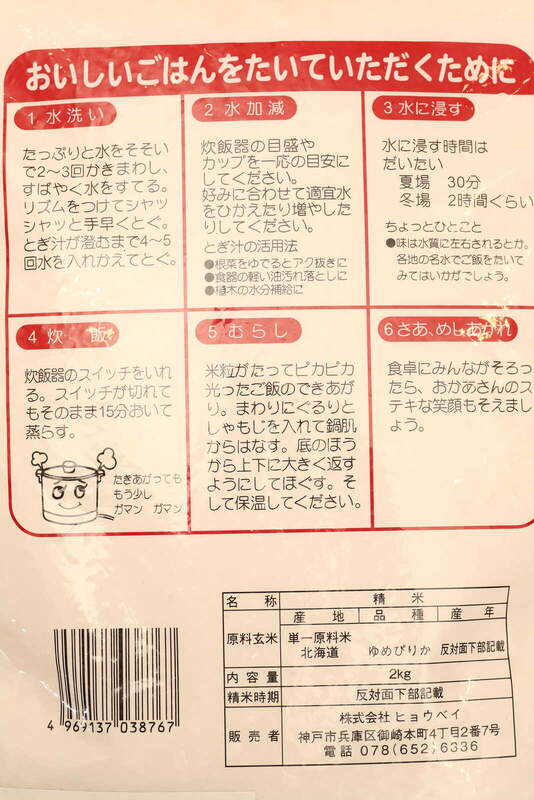 おいしいごはんをたいていただくために
1 水洗い
たっぷりと水をそそい
で2〜3回かきまわし、
すばやく水をすてる。
リズムをつけてシャッ
シャッと手早くとぐ。
とぎ汁が澄むまで4〜5
回水を入れかえてとぐ。
2 水加減
炊飯器の目盛や
カップを一応の目安に
してください。
好みに合わせて適宜水
をひかえたり増やした
りしてください。
とぎ汁の活用法
●根菜をゆでるとアク抜きに
●食器の軽い油汚れ落としに
●植木の水分補給に
3 水に浸す
水に浸す時間は
だいたい
夏場 30分
冬場 2時間くらい
ちょっとひとこと
●味は水質に左右されるとか。
各地の名水でご飯をたいて
みてはいかがでしょう。
4 炊飯
炊飯器のスイッチをいれ
る。スイッチが切れて
もそのまま15分おいて
蒸らす。
たきあがっても
もう少し
ガマン ガマン
5 むらし
米粒がたってピカピカ
光ったご飯のできあが
り。まわりにぐるりと
しゃもじを入れて鍋肌
からはなす。底のほう
から上下に大きく返す
ようにしてほぐす。そ
して保温してください。
6 さあ、めしあがれ
食卓にみんながそろっ
たら、おかあさんのス
テキな笑顔もそえまし
ょう。
名称 精米
原料玄米 産地 品種 産年
単一原料米
北海道 ゆめぴりか 反対面下部記載
内容量 2kg
精米時期 反対面下部記載
販売者 株式会社 ヒョウベイ
神戸市兵庫区御崎本町4丁目2番7号
電話 078(652)6336
4 969137 038767